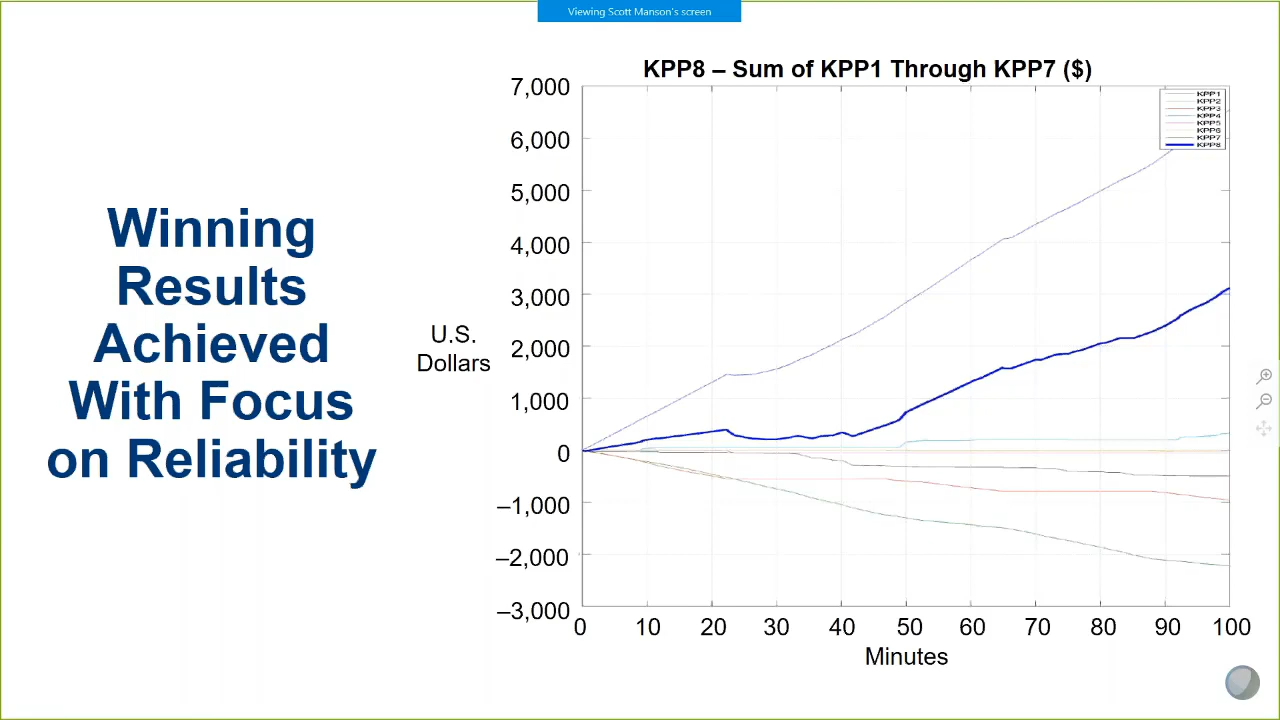 Viewing Scott Manson's screen
Winning
Results
Achieved
With Focus
on Reliability
KPP8 – Sum of KPP1 Through KPP7 ($)
7,000
6,000
5,000
4,000
3,000
2,000
1,000
0
–1,000
–2,000
–3,000
U.S.
Dollars
KPP1
KPP2
KPP3
KPP4
KPP5
KPP6
KPP7
KPP8
0 10 20 30 40 50 60 70 80 90 100
Minutes